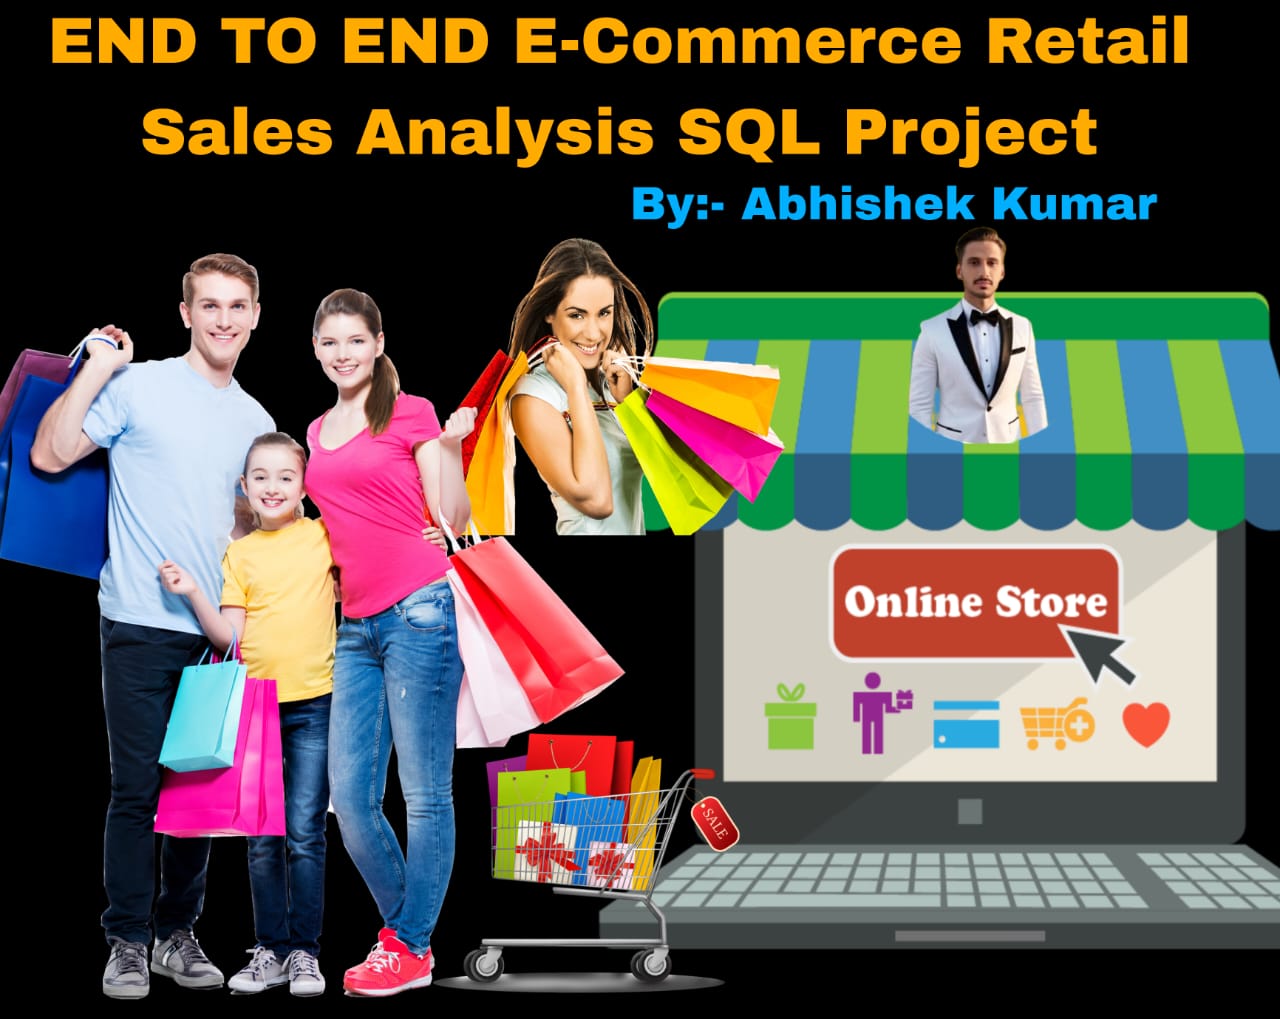 END TO END E-Commerce Retail
Sales Analysis SQL Project
By:- Abhishek Kumar
Online Store
SALE